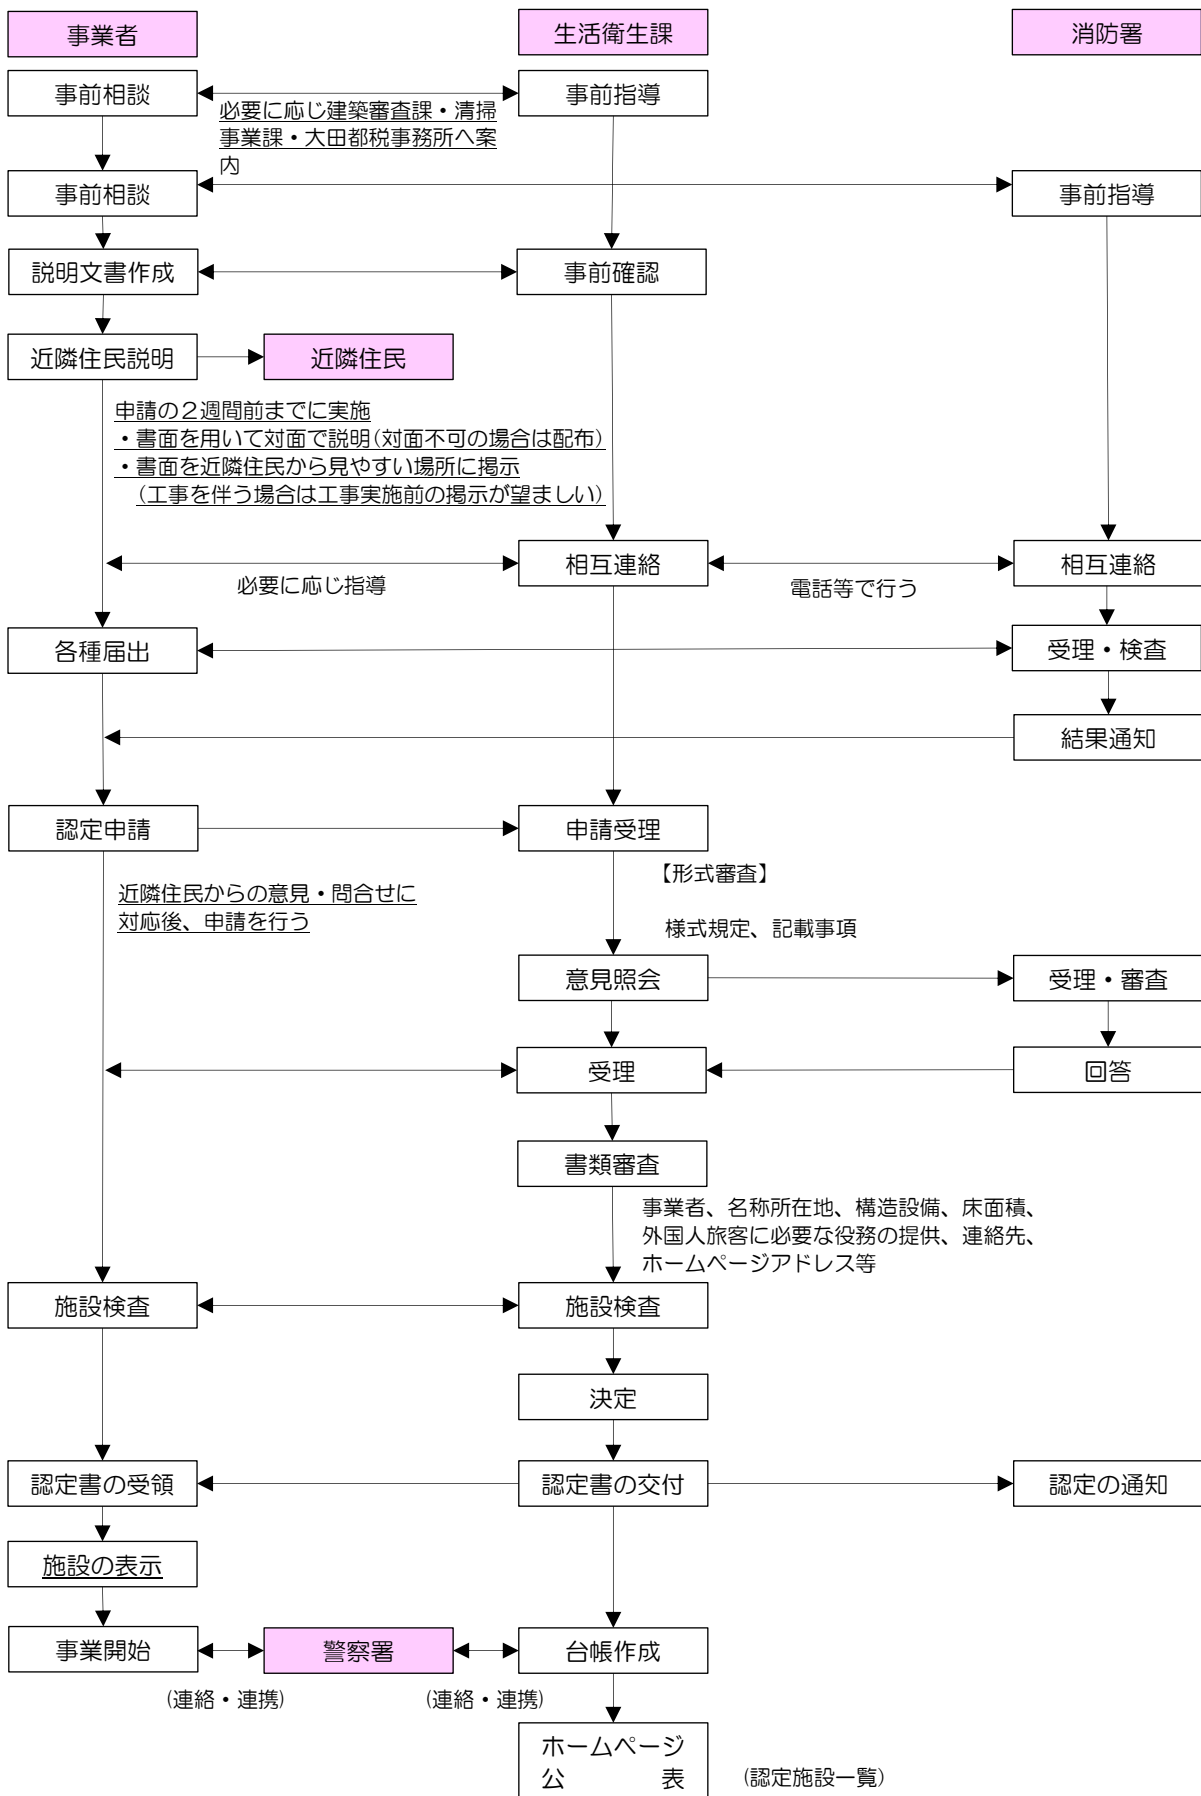 事業者
生活衛生課
消防署
事前相談
事前指導
必要に応じ建築審査課・清掃
事業課・大田都税事務所へ案
内
事前相談
事前指導
説明文書作成
事前確認
近隣住民説明
近隣住民
申請の２週間前までに実施
・書面を用いて対面で説明(対面不可の場合は配布)
・書面を近隣住民から見やすい場所に掲示
(工事を伴う場合は工事実施前の掲示が望ましい)
相互連絡
相互連絡
必要に応じ指導
電話等で行う
各種届出
受理・検査
結果通知
認定申請
申請受理
【形式審査】
近隣住民からの意見・問合せに
対応後、申請を行う
様式規定、記載事項
意見照会
受理・審査
受理
回答
書類審査
事業者、名称所在地、構造設備、床面積、
外国人旅客に必要な役務の提供、連絡先、
ホームページアドレス等
施設検査
施設検査
決定
認定書の受領
認定書の交付
認定の通知
施設の表示
事業開始
警察署
台帳作成
(連絡・連携)
(連絡・連携)
ホームページ
公表
(認定施設一覧)